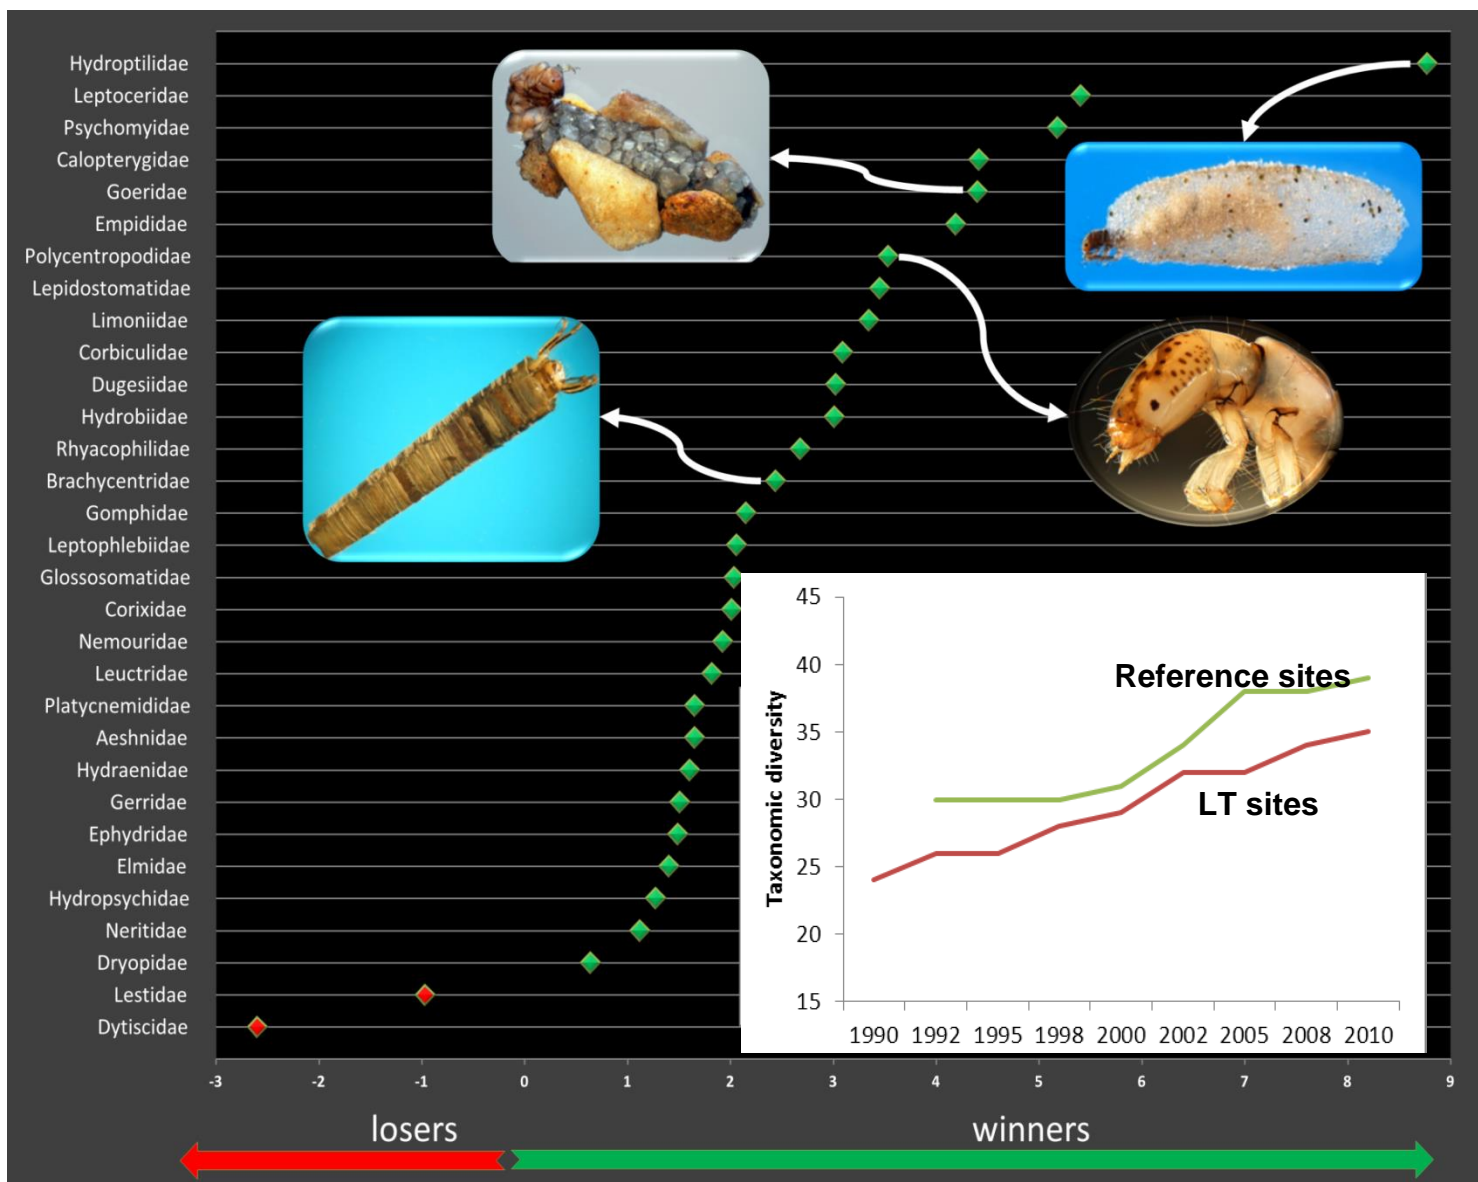 Hydroptilidae
Leptoceridae
Psychomyidae
Calopterygidae
Goeridae
Empididae
Polycentropodidae
Lepidostomatidae
Limoniidae
Corbiculidae
Dugesiidae
Hydrobiidae
Rhyacophilidae
Brachycentridae
Gomphidae
Leptophlebiidae
Glossosomatidae
Corixidae
Nemouridae
Leuctridae
Platycnemididae
Aeshnidae
Hydraenidae
Gerridae
Ephydridae
Elmidae
Hydropsychidae
Neritidae
Dryopidae
Lestidae
Dytiscidae
45
40
35
30
25
20
15
Taxonomic diversity
Reference sites
LT sites
1990 1992 1995 1998 2000 2002 2005 2008 2010
-3 -2 -1 0 1 2 3 4 5 6 7 8 9
losers winners